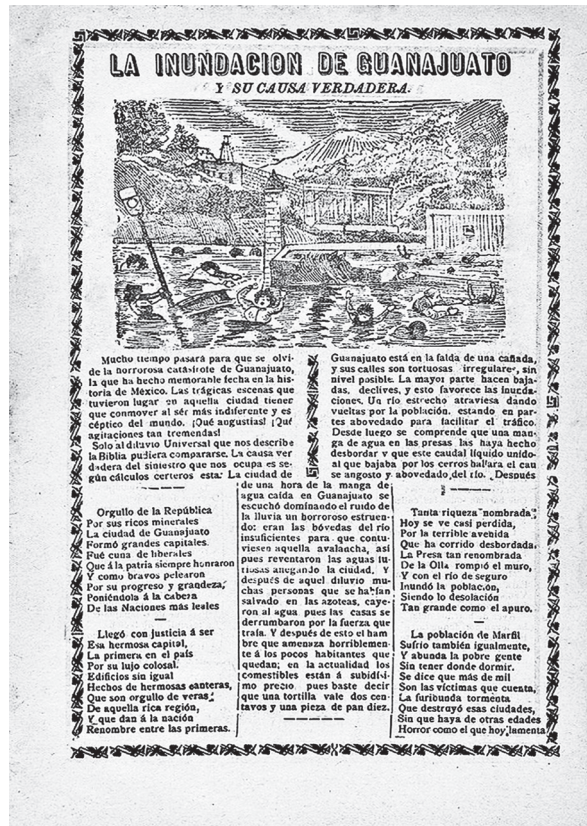 LA INUNDACION DE GUANAJUATO
Y SU CAUSA VERDADERA.
Mucho tiempo pasará para que se olvi-
de la horrorosa catástrofe de Guanajuato,
la que ha hecho memorable fecha en la his-
toria de México. Las trágicas escenas que
tuvieron lugar en aquella ciudad tienen
que conmover al sér más indiferente y es
céptico del mundo. ¡Qué augustias! ¡Qué
agitaciones tan tremendas!
Solo al diluvio Universal que nos describe
la Biblia pudiera compararse. La causa ver
dadera del siniestro que nos ocupa es se-
gún cálculos certeros esta: La ciudad de
Guanajuato está en la falda de una cañada,
y sus calles son tortuosas irregulares, sin
nivel posible. La mayor parte hacen baja-
das, declives, y esto favorece las inunda-
ciones. Un río estrecho atraviesa dando
vueltas por la población, estando en par-
tes abovedado para facilitar el tráfico.
Desde luego se comprende que una man-
ga de agua en las presas las haya hecho
desbordar y que este caudal líquido unido
al que bajaba por los cerros hallara el cau
se angosto y abovedado del río. Después
de una hora de la manga de
agua caída en Guanajuato se
escuchó dominando el ruido de
la lluvia un horroroso estruen-
do: eran las bóvedas del río
insuficientes para que contu-
viesen aquella avalancha, así
pues reventaron las aguas fu-
riosas anegando la ciudad. Y
después de aquel diluvio mu-
chas personas que se habían
salvado en las azoteas, caye-
ron al agua pues las casas se
derrumbaron por la fuerza que
traía. Y después de esto el ham
bre que amenaza horriblemen-
te á los pocos habitantes que
quedan; en la actualidad los
comestibles están á subidísi-
mo precio pues baste decir
que una tortilla vale dos cen-
tavos y una pieza de pan diez.
Orgullo de la República
Por sus ricos minerales
La ciudad de Guanajuato
Formó grandes capitales.
Fué cuna de liberales
Que á la patria siempre honraron
Y como bravos pelearon
Por su progreso y grandeza,
Poniéndola á la cabeza
De las Naciones más leales
Llegó con justicia á ser
Esa hermosa capital,
La primera en el país
Por su lujo colosal.
Edificios sin igual
Hechos de hermosas canteras,
Que son orgullo de veras,
De aquella rica región,
Y que dan á la nación
Renombre entre las primeras.
Tanta riqueza nombrada,
Hoy se ve casi perdida,
Por la terrible avenida
Que ha corrido desbordada.
La Presa tan renombrada
De la Olla rompió el muro,
Y con el río de seguro
Inundó la población,
Siendo lo desolación
Tan grande como el apuro.
La población de Marfil
Sufrió también igualmente,
Y abunda la pobre gente
Sin tener donde dormir.
Se dice que más de mil
Son las víctimas que cuenta,
La furibunda tormenta
Que destruyó esas ciudades,
Sin que haya de otras edades
Horror como el que hoy lamenta